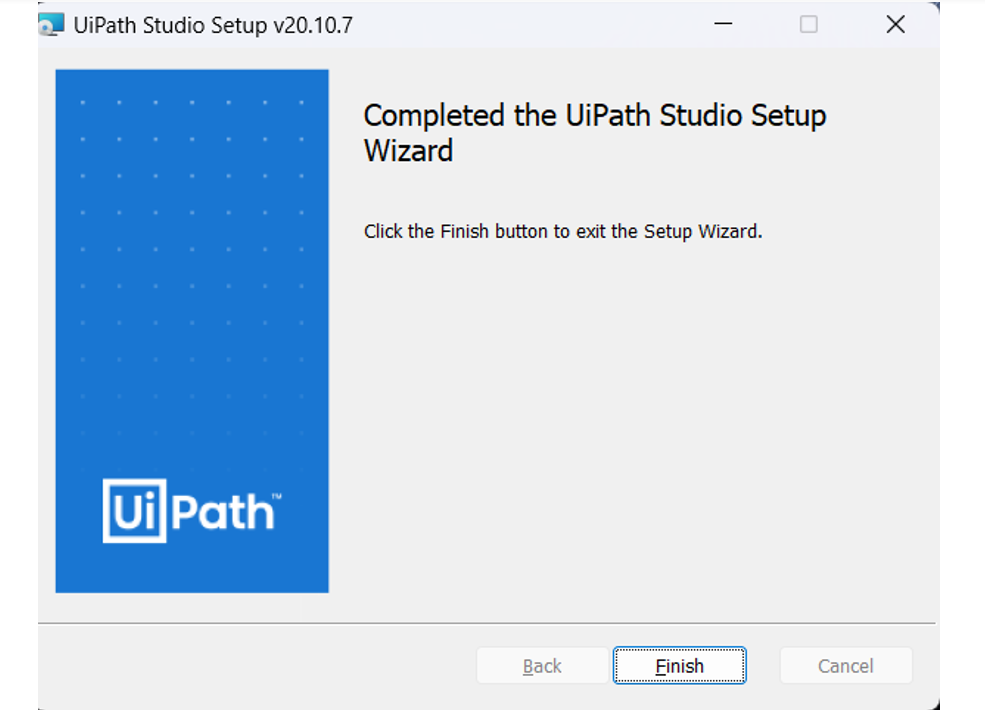 UiPath Studio Setup v20.10.7
Completed the UiPath Studio Setup
Wizard
Click the Finish button to exit the Setup Wizard.
UiPath™
Back
Finish
Cancel